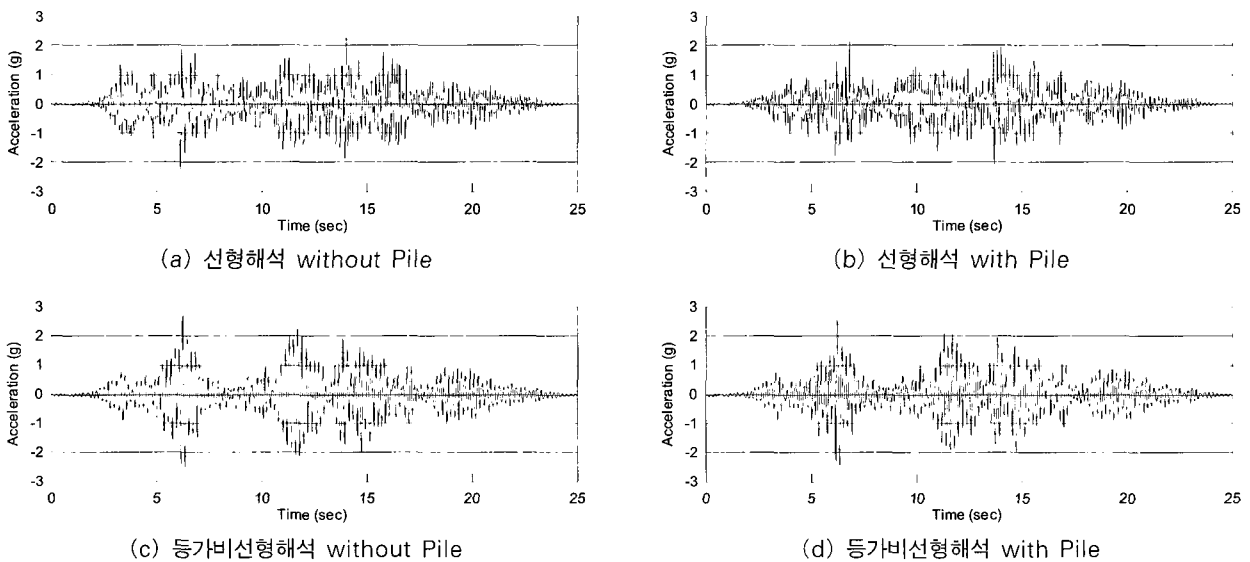 3
2
1
0
-1
-2
-3
Acceleration (g)
0 5 10 15 20 25
Time (sec)
(a) 선형해석 without Pile
3
2
1
0
-1
-2
-3
Acceleration (g)
0 5 10 15 20 25
Time (sec)
(b) 선형해석 with Pile
3
2
1
0
-1
-2
-3
Acceleration (g)
0 5 10 15 20 25
Time (sec)
(c) 등가비선형해석 without Pile
3
2
1
0
-1
-2
-3
Acceleration (g)
0 5 10 15 20 25
Time (sec)
(d) 등가비선형해석 with Pile